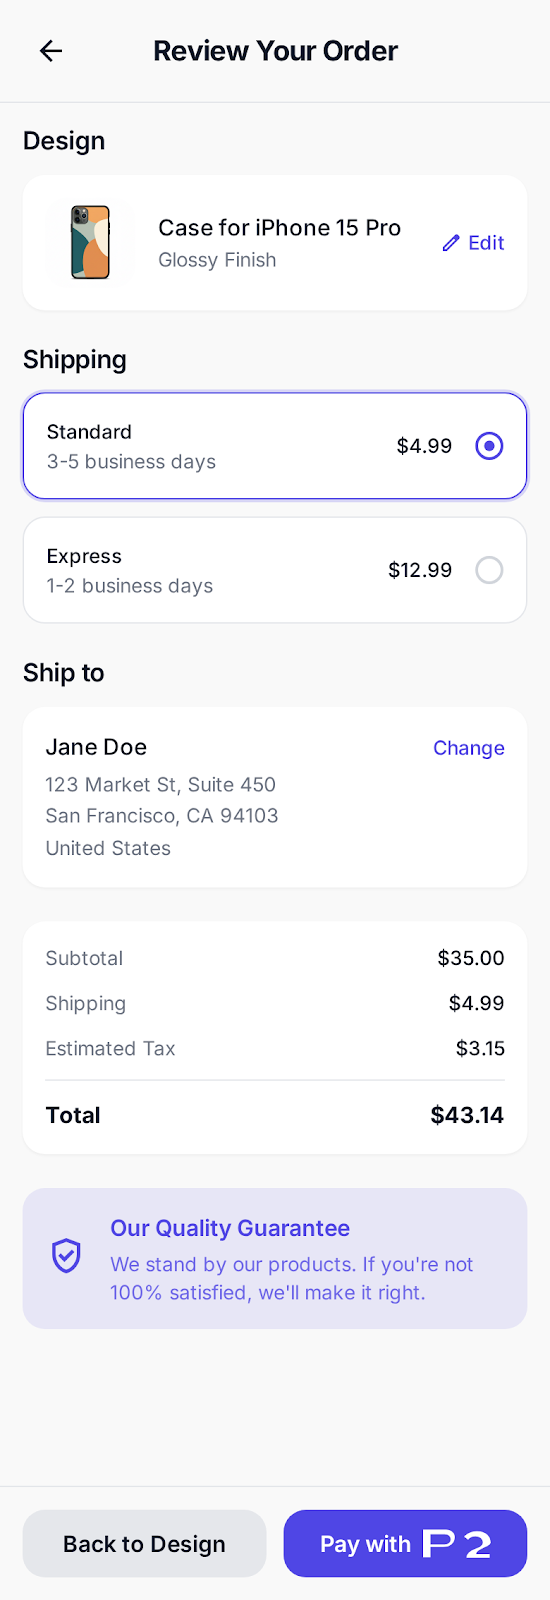 Review Your Order
Design
Case for iPhone 15 Pro
Glossy Finish
Edit
Shipping
Standard
3-5 business days
$4.99
Express
1-2 business days
$12.99
Ship to
Jane Doe
Change
123 Market St, Suite 450
San Francisco, CA 94103
United States
Subtotal $35.00
Shipping $4.99
Estimated Tax $3.15
Total $43.14
Our Quality Guarantee
We stand by our products. If you're not
100% satisfied, we'll make it right.
Back to Design
Pay with P2